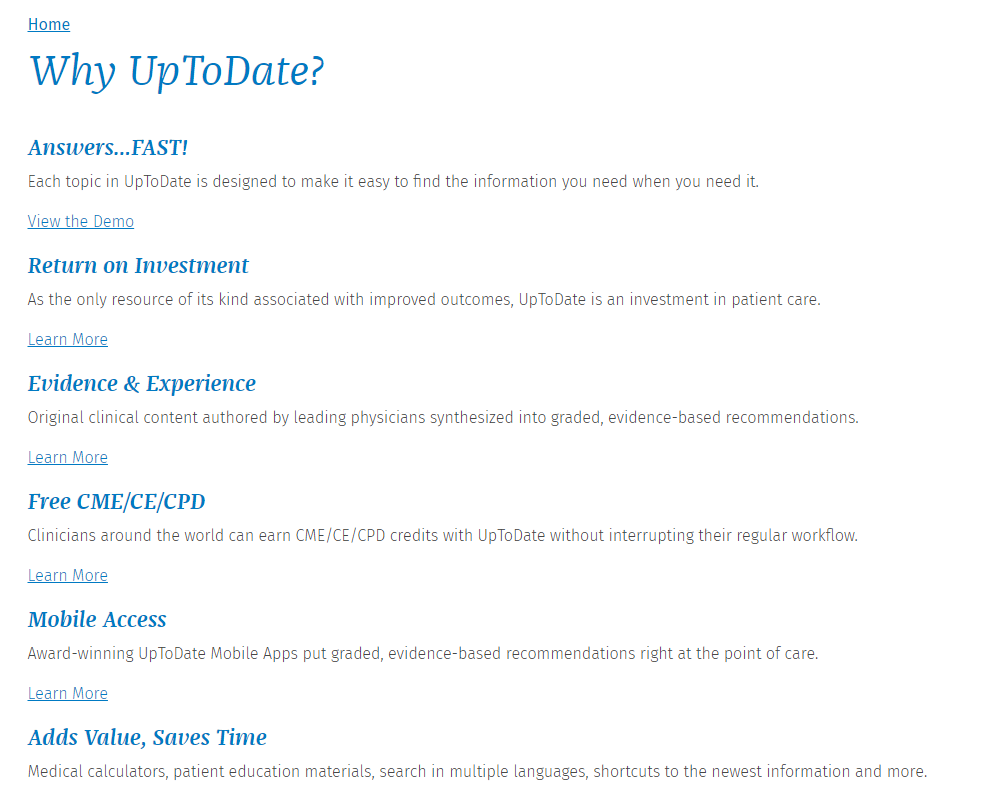 Home
Why UpToDate?
Answers...FAST!
Each topic in UpToDate is designed to make it easy to find the information you need when you need it.
View the Demo
Return on Investment
As the only resource of its kind associated with improved outcomes, UpToDate is an investment in patient care.
Learn More
Evidence & Experience
Original clinical content authored by leading physicians synthesized into graded, evidence-based recommendations.
Learn More
Free CME/CE/CPD
Clinicians around the world can earn CME/CE/CPD credits with UpToDate without interrupting their regular workflow.
Learn More
Mobile Access
Award-winning UpToDate Mobile Apps put graded, evidence-based recommendations right at the point of care.
Learn More
Adds Value, Saves Time
Medical calculators, patient education materials, search in multiple languages, shortcuts to the newest information and more.